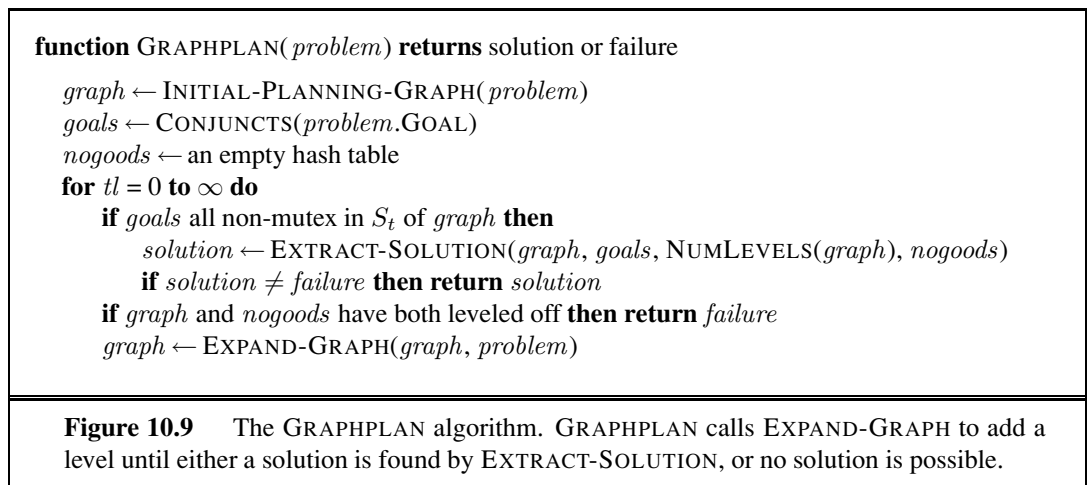 function GRAPHPLAN(problem) returns solution or failure
graph ← INITIAL-PLANNING-GRAPH(problem)
goals ← CONJUNCTS(problem.GOAL)
nogoods ← an empty hash table
for tl = 0 to ∞ do
if goals all non-mutex in St of graph then
solution ← EXTRACT-SOLUTION(graph, goals, NUMLEVELS(graph), nogoods)
if solution ≠ failure then return solution
if graph and nogoods have both leveled off then return failure
graph ← EXPAND-GRAPH(graph, problem)
Figure 10.9 The GRAPHPLAN algorithm. GRAPHPLAN calls EXPAND-GRAPH to add a
level until either a solution is found by EXTRACT-SOLUTION, or no solution is possible.